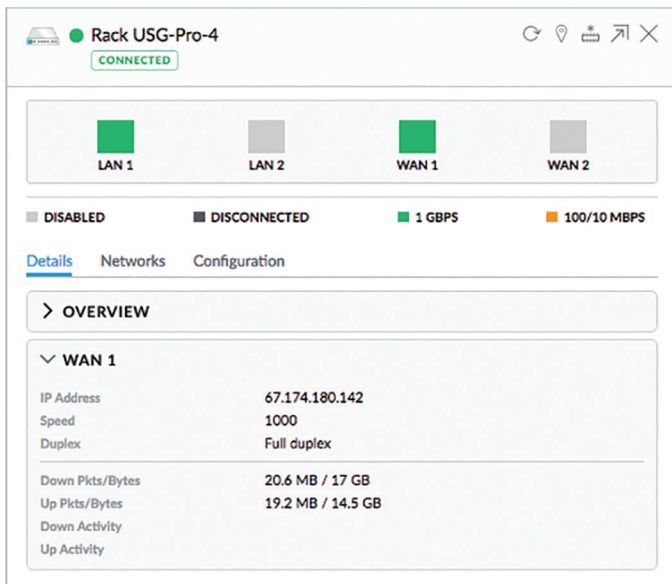 Rack USG-Pro-4
CONNECTED
LAN 1 LAN 2 WAN 1 WAN 2
DISABLED DISCONNECTED 1 GBPS 100/10 MBPS
Details Networks Configuration
OVERVIEW
WAN 1
IP Address 67.174.180.142
Speed 1000
Duplex Full duplex
Down Pkts/Bytes 20.6 MB / 17 GB
Up Pkts/Bytes 19.2 MB / 14.5 GB
Down Activity
Up Activity